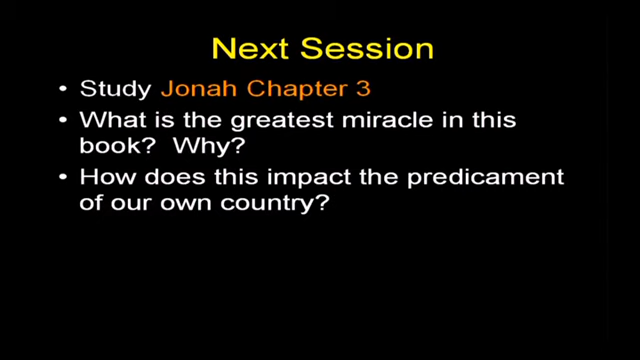 Next Session
• Study Jonah Chapter 3
• What is the greatest miracle in this
book?  Why?
• How does this impact the predicament
of our own country?